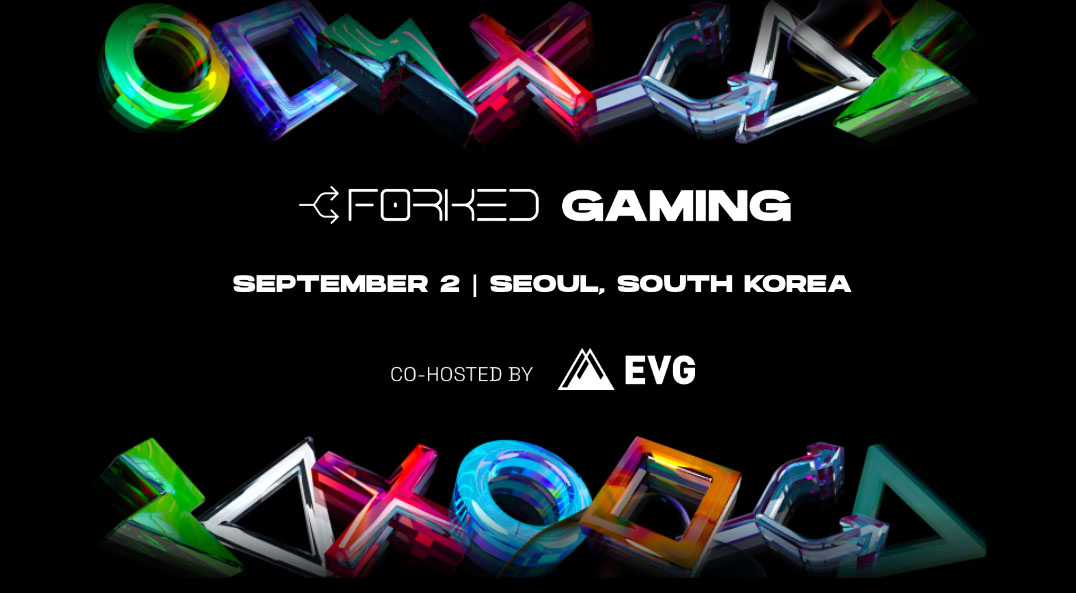 FORKED GAMING
SEPTEMBER 2 | SEOUL, SOUTH KOREA
CO-HOSTED BY EVG